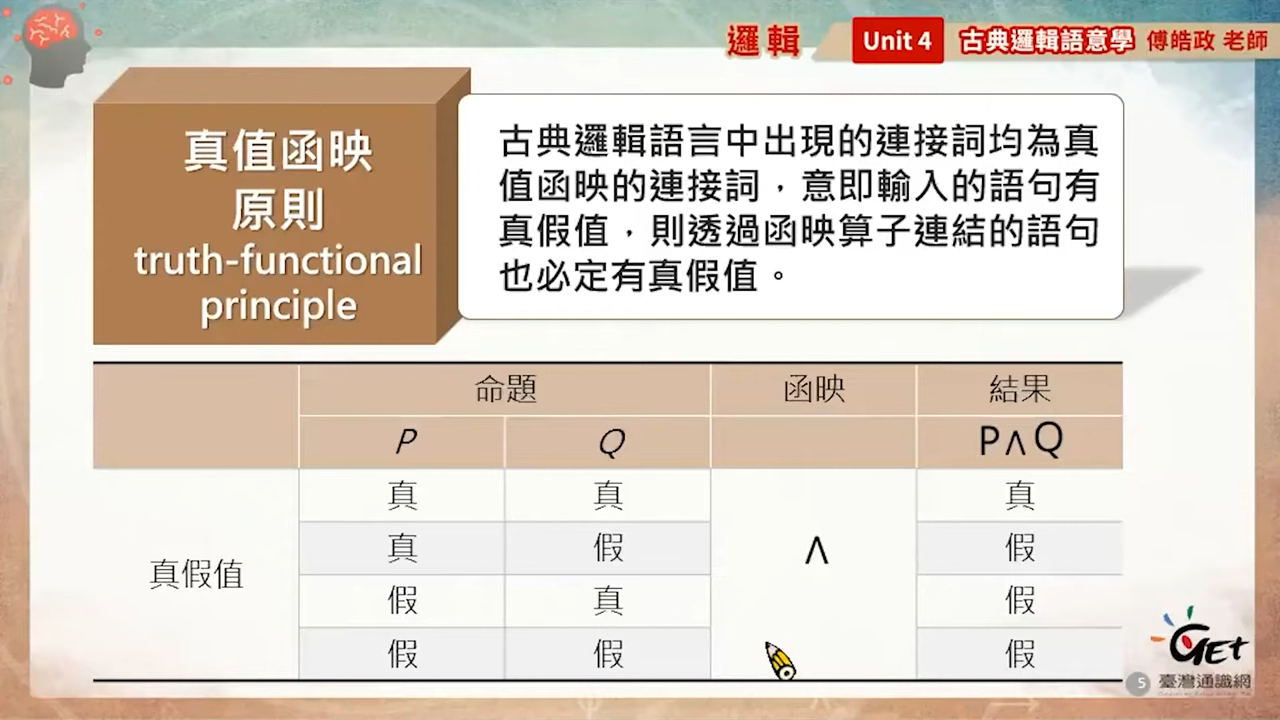 邏輯 Unit 4 古典邏輯語意學 傅皓政 老師
真值函映
原則
truth-functional
principle
古典邏輯語言中出現的連接詞均為真
值函映的連接詞，意即輸入的語句有
真假值，則透過函映算子連結的語句
也必定有真假值。
命題 函映 結果
P Q P∧Q
真 真 真
真 假 ∧ 假
真假值
假 真 假
假 假 假
GET
5 臺灣通識網